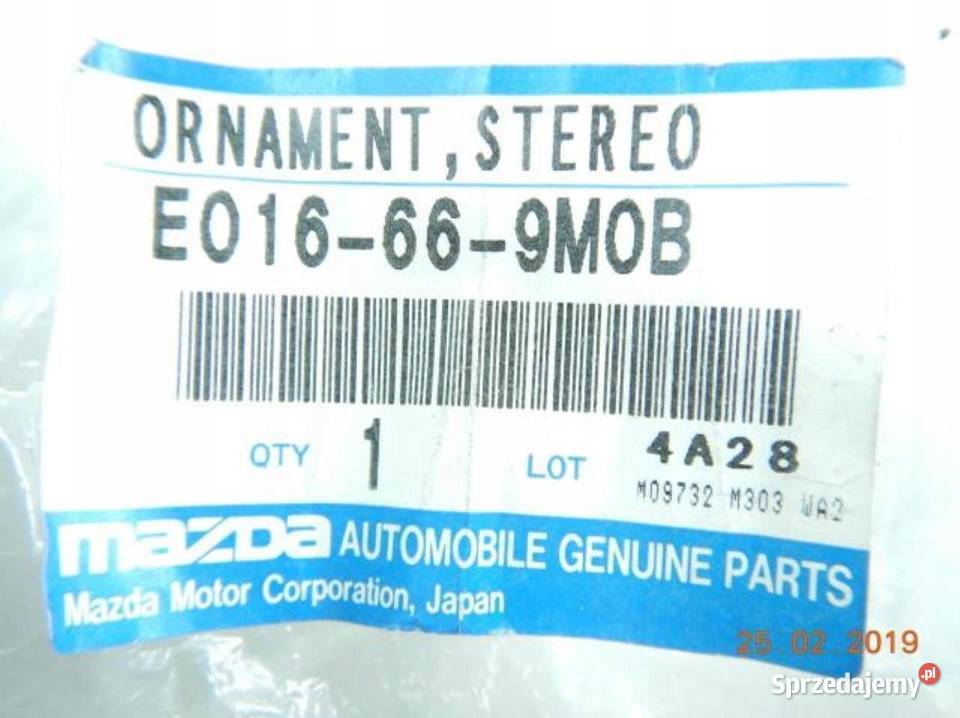 ORNAMENT,STEREO
E016-66-9M0B
QTY 1 LOT 4A28
M09732 M303 WA2
mazda AUTOMOBILE GENUINE PARTS
Mazda Motor Corporation, Japan
25.02.2019
Sprzedajemy.pl